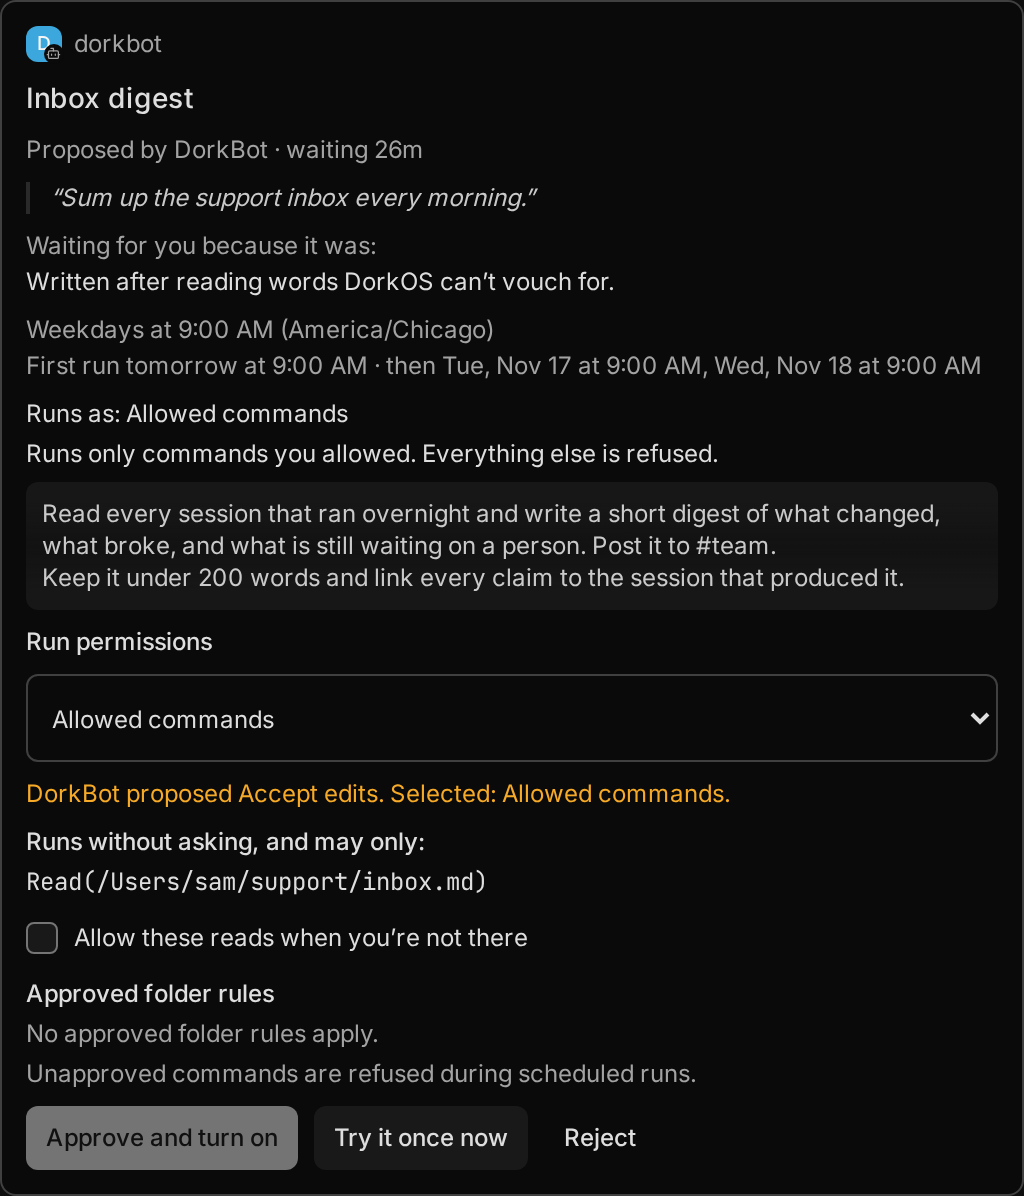 D
dorkbot
Inbox digest
Proposed by DorkBot · waiting 26m
“Sum up the support inbox every morning.”
Waiting for you because it was:
Written after reading words DorkOS can’t vouch for.
Weekdays at 9:00 AM (America/Chicago)
First run tomorrow at 9:00 AM · then Tue, Nov 17 at 9:00 AM, Wed, Nov 18 at 9:00 AM
Runs as: Allowed commands
Runs only commands you allowed. Everything else is refused.
Read every session that ran overnight and write a short digest of what changed,
what broke, and what is still waiting on a person. Post it to #team.
Keep it under 200 words and link every claim to the session that produced it.
Run permissions
Allowed commands
DorkBot proposed Accept edits. Selected: Allowed commands.
Runs without asking, and may only:
Read(/Users/sam/support/inbox.md)
Allow these reads when you’re not there
Approved folder rules
No approved folder rules apply.
Unapproved commands are refused during scheduled runs.
Approve and turn on
Try it once now
Reject